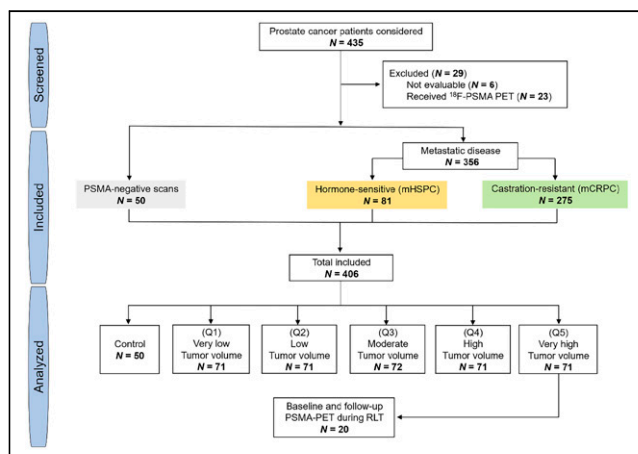 Screened
Prostate cancer patients considered
N = 435
Excluded (N = 29)
Not evaluable (N = 6)
Received ¹⁸F-PSMA PET (N = 23)
Included
Metastatic disease
N = 356
PSMA-negative scans
N = 50
Hormone-sensitive (mHSPC)
N = 81
Castration-resistant (mCRPC)
N = 275
Total included
N = 406
Analyzed
Control
N = 50
(Q1)
Very low
Tumor volume
N = 71
(Q2)
Low
Tumor volume
N = 71
(Q3)
Moderate
Tumor volume
N = 72
(Q4)
High
Tumor volume
N = 71
(Q5)
Very high
Tumor volume
N = 71
Baseline and follow-up
PSMA-PET during RLT
N = 20